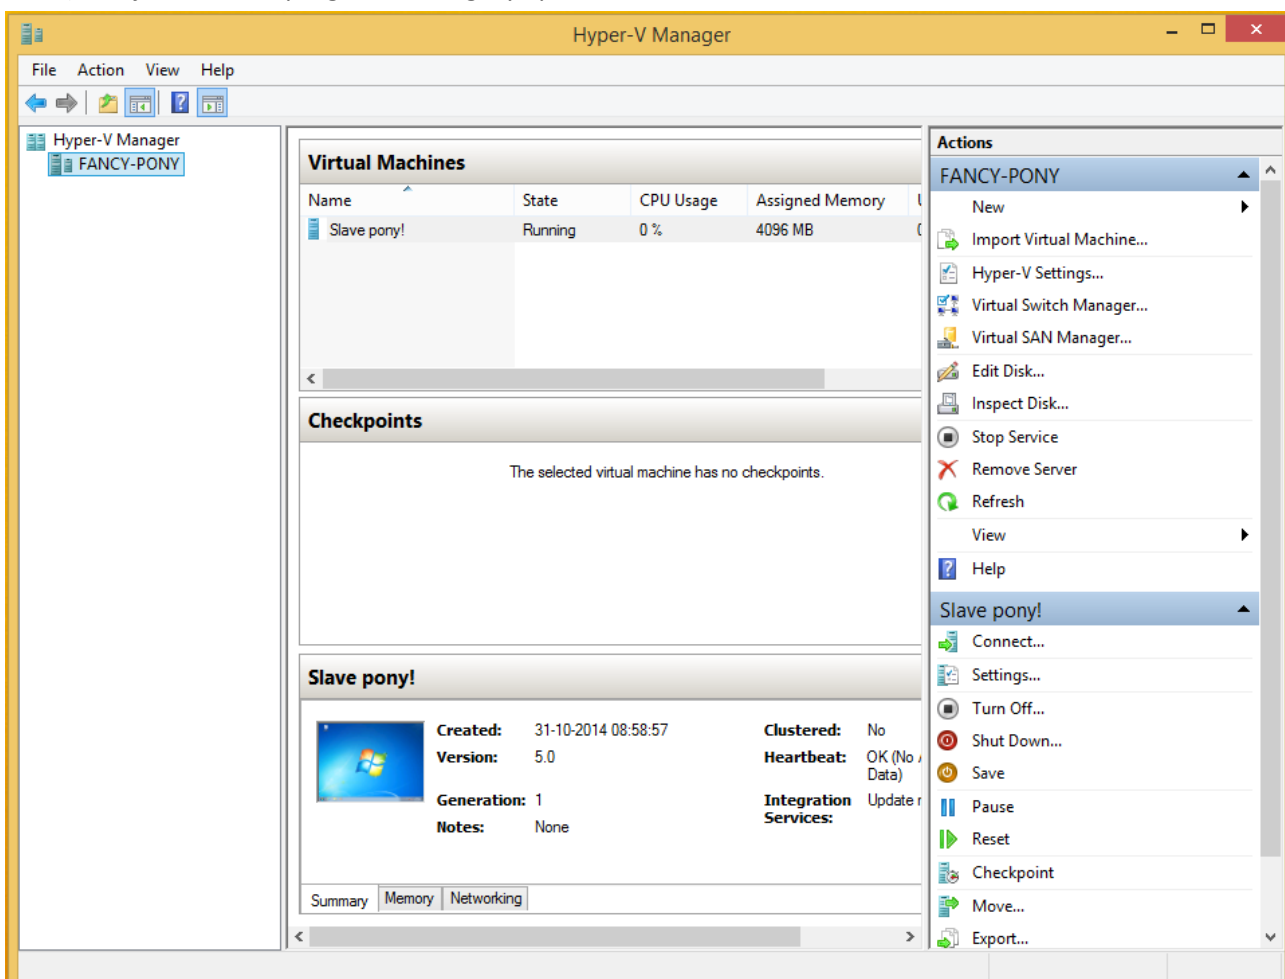 Hyper-V Manager
File Action View Help
Hyper-V Manager
FANCY-PONY
Virtual Machines
Name State CPU Usage Assigned Memory
Slave pony! Running 0 % 4096 MB
Checkpoints
The selected virtual machine has no checkpoints.
Slave pony!
Created: 31-10-2014 08:58:57 Clustered: No
Version: 5.0 Heartbeat: OK (No
Data)
Generation: 1 Integration Update
Services:
Notes: None
Summary Memory Networking
Actions
FANCY-PONY
New
Import Virtual Machine...
Hyper-V Settings...
Virtual Switch Manager...
Virtual SAN Manager...
Edit Disk...
Inspect Disk...
Stop Service
Remove Server
Refresh
View
Help
Slave pony!
Connect...
Settings...
Turn Off...
Shut Down...
Save
Pause
Reset
Checkpoint
Move...
Export...